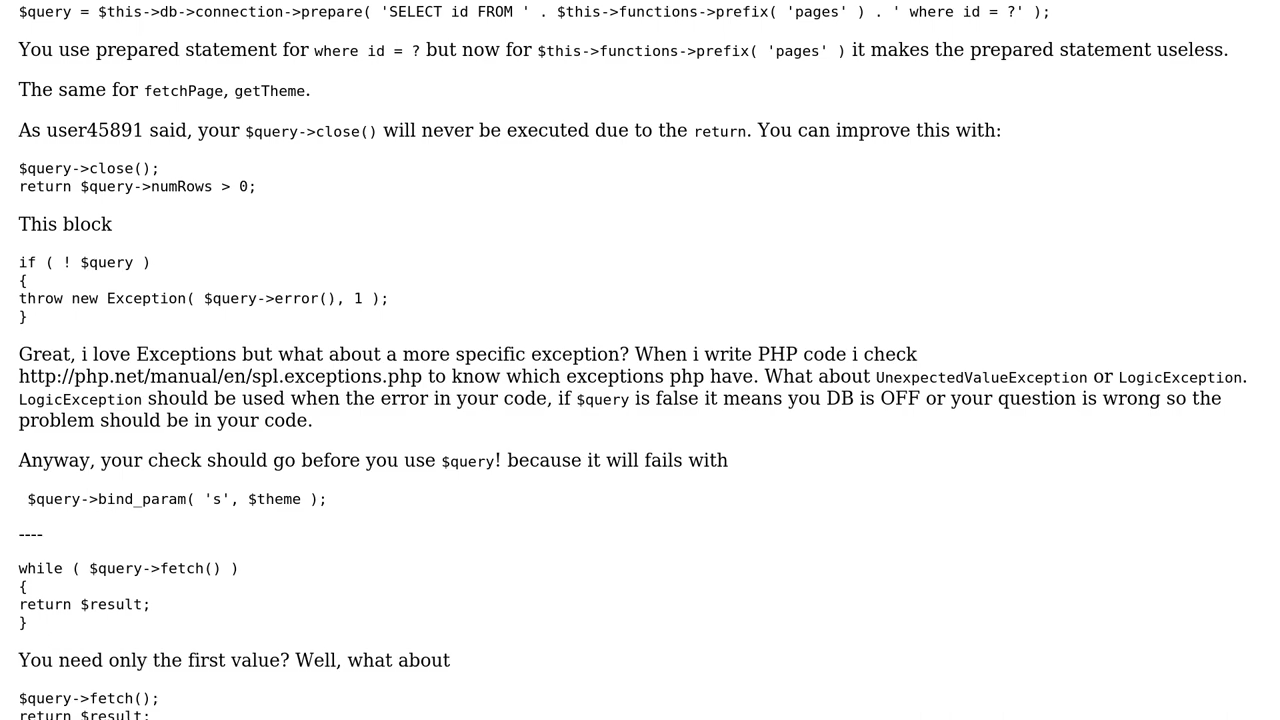 $query = $this->db->connection->prepare( 'SELECT id FROM ' . $this->functions->prefix( 'pages' ) . ' where id = ?' );
You use prepared statement for where id = ? but now for $this->functions->prefix( 'pages' ) it makes the prepared statement useless.
The same for fetchPage, getTheme.
As user45891 said, your $query->close() will never be executed due to the return. You can improve this with:
$query->close();
return $query->numRows > 0;
This block
if ( ! $query )
{
throw new Exception( $query->error(), 1 );
}
Great, i love Exceptions but what about a more specific exception? When i write PHP code i check
http://php.net/manual/en/spl.exceptions.php to know which exceptions php have. What about UnexpectedValueException or LogicException.
LogicException should be used when the error in your code, if $query is false it means you DB is OFF or your question is wrong so the
problem should be in your code.
Anyway, your check should go before you use $query! because it will fails with
$query->bind_param( 's', $theme );
----
while ( $query->fetch() )
{
return $result;
}
You need only the first value? Well, what about
$query->fetch();
return $result;